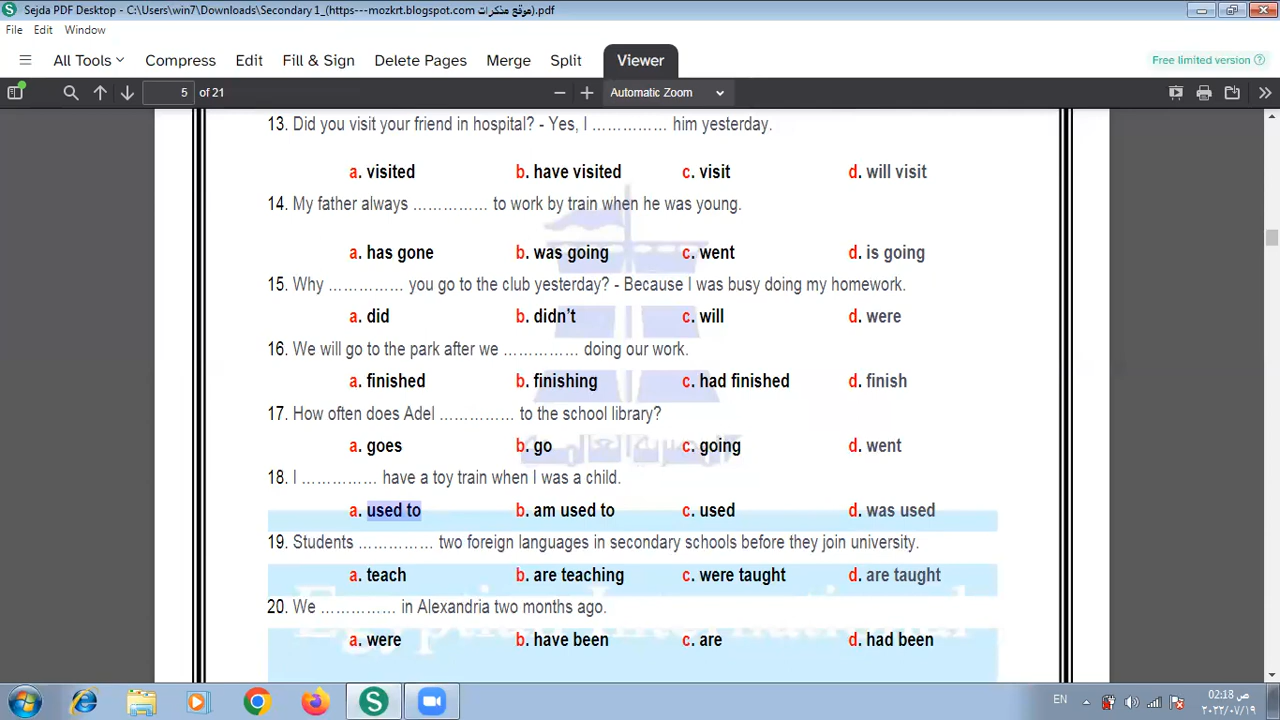 Sejda PDF Desktop - C:\Users\win7\Downloads\Secondary 1_(https---mozkrt.blogspot.com موقع مذكرات).pdf
File Edit Window
All Tools Compress Edit Fill & Sign Delete Pages Merge Split Viewer Free limited version
5 of 21 Automatic Zoom
13. Did you visit your friend in hospital? - Yes, I …………… him yesterday.
a. visited b. have visited c. visit d. will visit
14. My father always …………… to work by train when he was young.
a. has gone b. was going c. went d. is going
15. Why …………… you go to the club yesterday? - Because I was busy doing my homework.
a. did b. didn't c. will d. were
16. We will go to the park after we …………… doing our work.
a. finished b. finishing c. had finished d. finish
17. How often does Adel …………… to the school library?
a. goes b. go c. going d. went
المصرية العالمية
18. I …………… have a toy train when I was a child.
a. used to b. am used to c. used d. was used
19. Students …………… two foreign languages in secondary schools before they join university.
a. teach b. are teaching c. were taught d. are taught
20. We …………… in Alexandria two months ago.
Egyptian International
a. were b. have been c. are d. had been
EN 02:18 ص
٢٠٢٢/٠٧/١٩